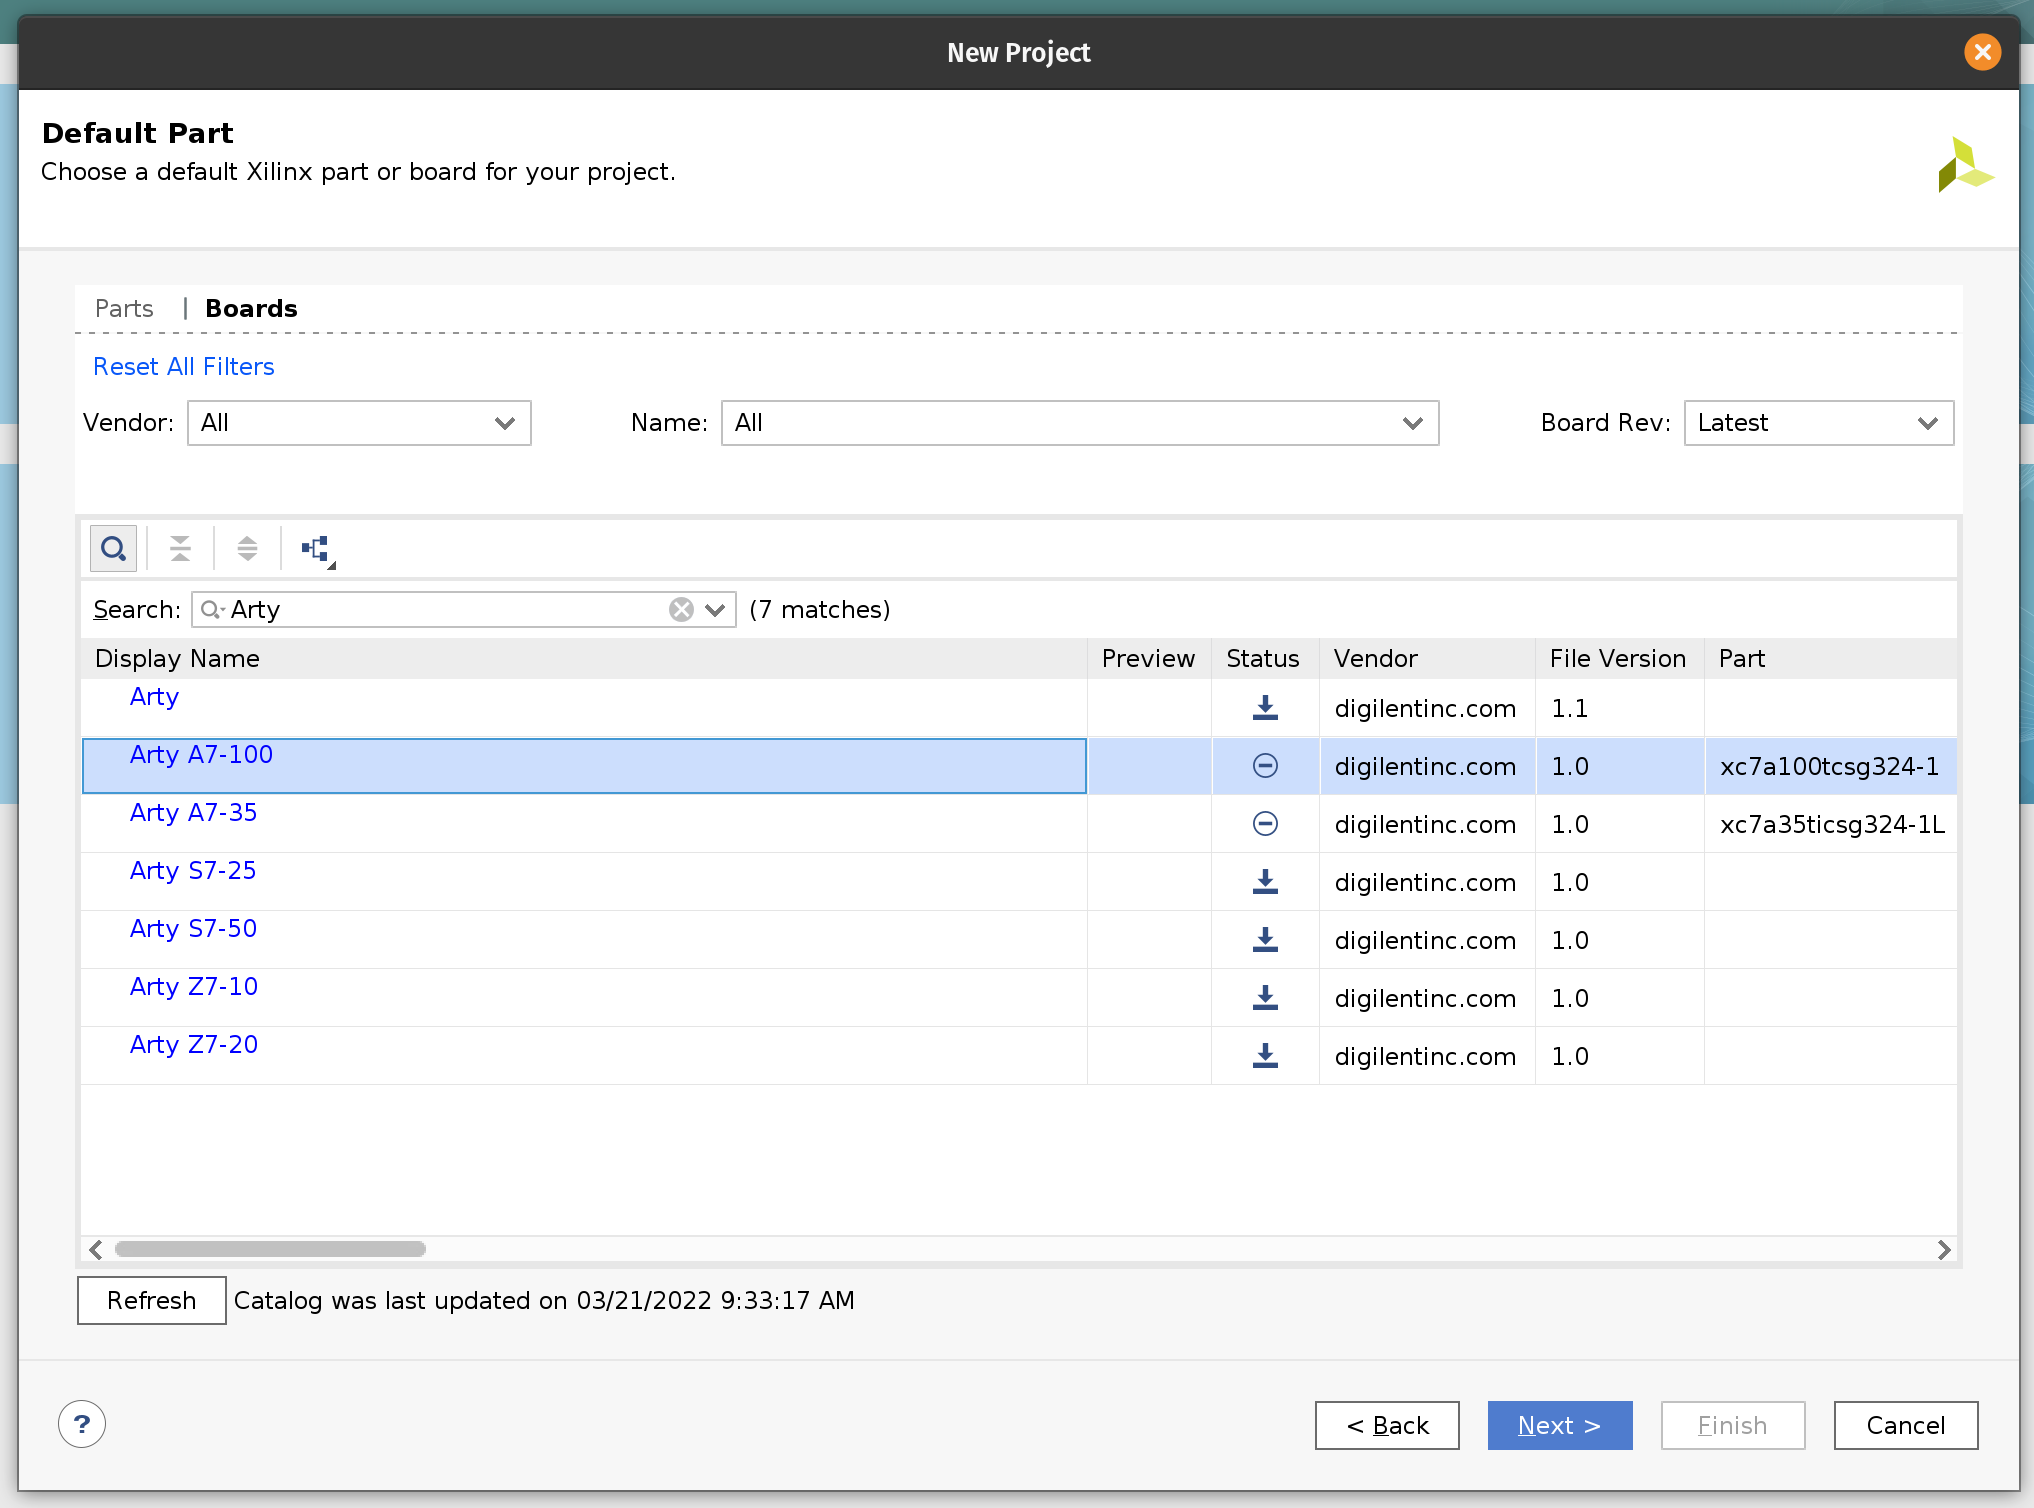 New Project
Default Part
Choose a default Xilinx part or board for your project.
Parts | Boards
Reset All Filters
Vendor: All Name: All Board Rev: Latest
Search: Arty (7 matches)
Display Name Preview Status Vendor File Version Part
Arty digilentinc.com 1.1
Arty A7-100 digilentinc.com 1.0 xc7a100tcsg324-1
Arty A7-35 digilentinc.com 1.0 xc7a35ticsg324-1L
Arty S7-25 digilentinc.com 1.0
Arty S7-50 digilentinc.com 1.0
Arty Z7-10 digilentinc.com 1.0
Arty Z7-20 digilentinc.com 1.0
Refresh Catalog was last updated on 03/21/2022 9:33:17 AM
? < Back Next > Finish Cancel